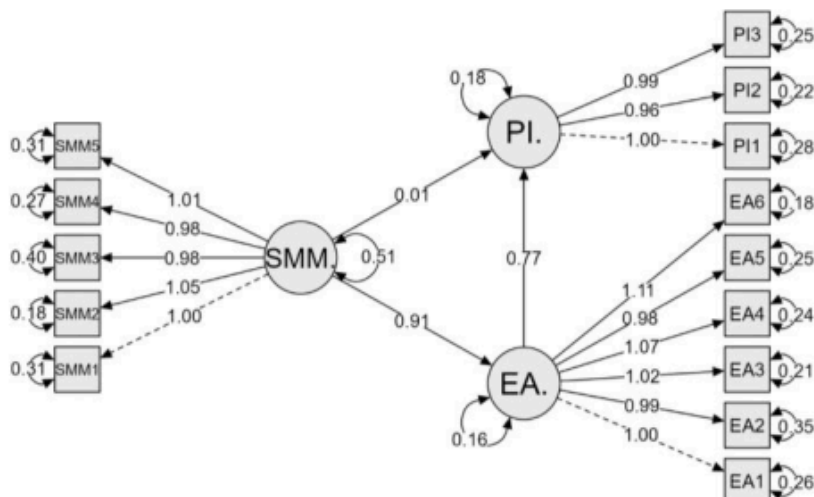 PI3
0.25
0.18
0.99
PI2
0.22
PI.
0.96
1.00
PI1
0.28
0.31
SMM5
EA6
0.18
1.01
0.27
SMM4
0.01
0.98
EA5
0.25
0.40
SMM3
0.98
SMM.
0.51
0.77
1.11
0.98
1.05
EA4
0.24
0.18
SMM2
1.00
0.91
1.07
0.31
SMM1
EA.
1.02
EA3
0.21
0.99
EA2
0.35
0.16
1.00
EA1
0.26